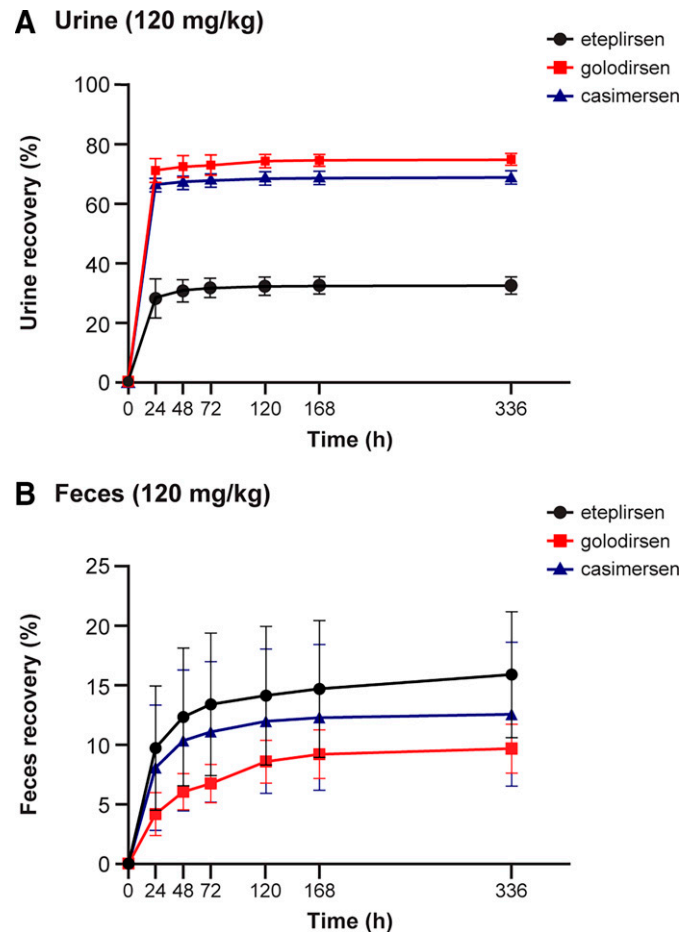 A Urine (120 mg/kg)
eteplirsen
golodirsen
casimersen
Urine recovery (%)
100
80
60
40
20
0
0 24 48 72 120 168 336
Time (h)
B Feces (120 mg/kg)
eteplirsen
golodirsen
casimersen
Feces recovery (%)
25
20
15
10
5
0
0 24 48 72 120 168 336
Time (h)